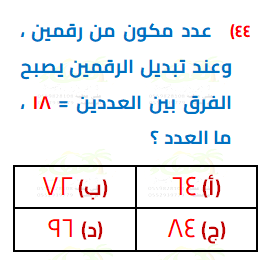 ٤٤) عدد مكون من رقمين ،
وعند تبديل الرقمين يصبح
الفرق بين العددين = ١٨ ،
ما العدد ؟
(أ) ٦٤ (ب) ٧٢
(ج) ٨٤ (د) ٩٦